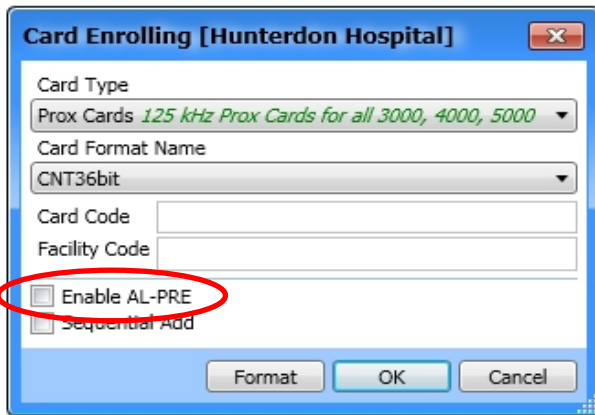 Card Enrolling [Hunterdon Hospital]
Card Type
Prox Cards 125 kHz Prox Cards for all 3000, 4000, 5000
Card Format Name
CNT36bit
Card Code
Facility Code
Enable AL-PRE
Sequential Add
Format OK Cancel